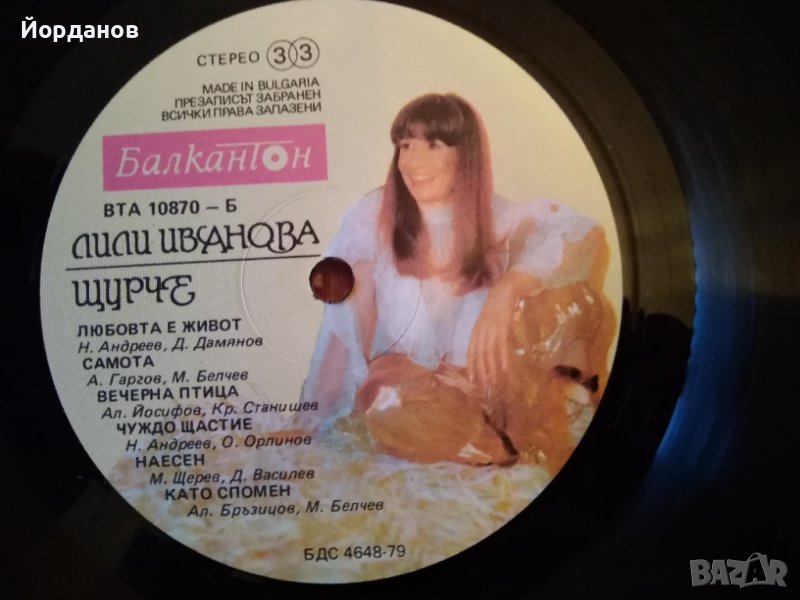 Йорданов
СТЕРЕО 33
MADE IN BULGARIA
ПРЕЗАПИСЪТ ЗАБРАНЕН
ВСИЧКИ ПРАВА ЗАПАЗЕНИ
Балкантон
ВТА 10870 – Б
ЛИЛИ ИВАНОВА
ЩУРЧЕ
ЛЮБОВТА Е ЖИВОТ
Н. Андреев, Д. Дамянов
САМОТА
А. Гаргов, М. Белчев
ВЕЧЕРНА ПТИЦА
Ал. Йосифов, Кр. Станишев
ЧУЖДО ЩАСТИЕ
Н. Андреев, О. Орлинов
НАЕСЕН
М. Щерев, Д. Василев
КАТО СПОМЕН
Ал. Бръзицов, М. Белчев
БДС 4648-79
BAZAR